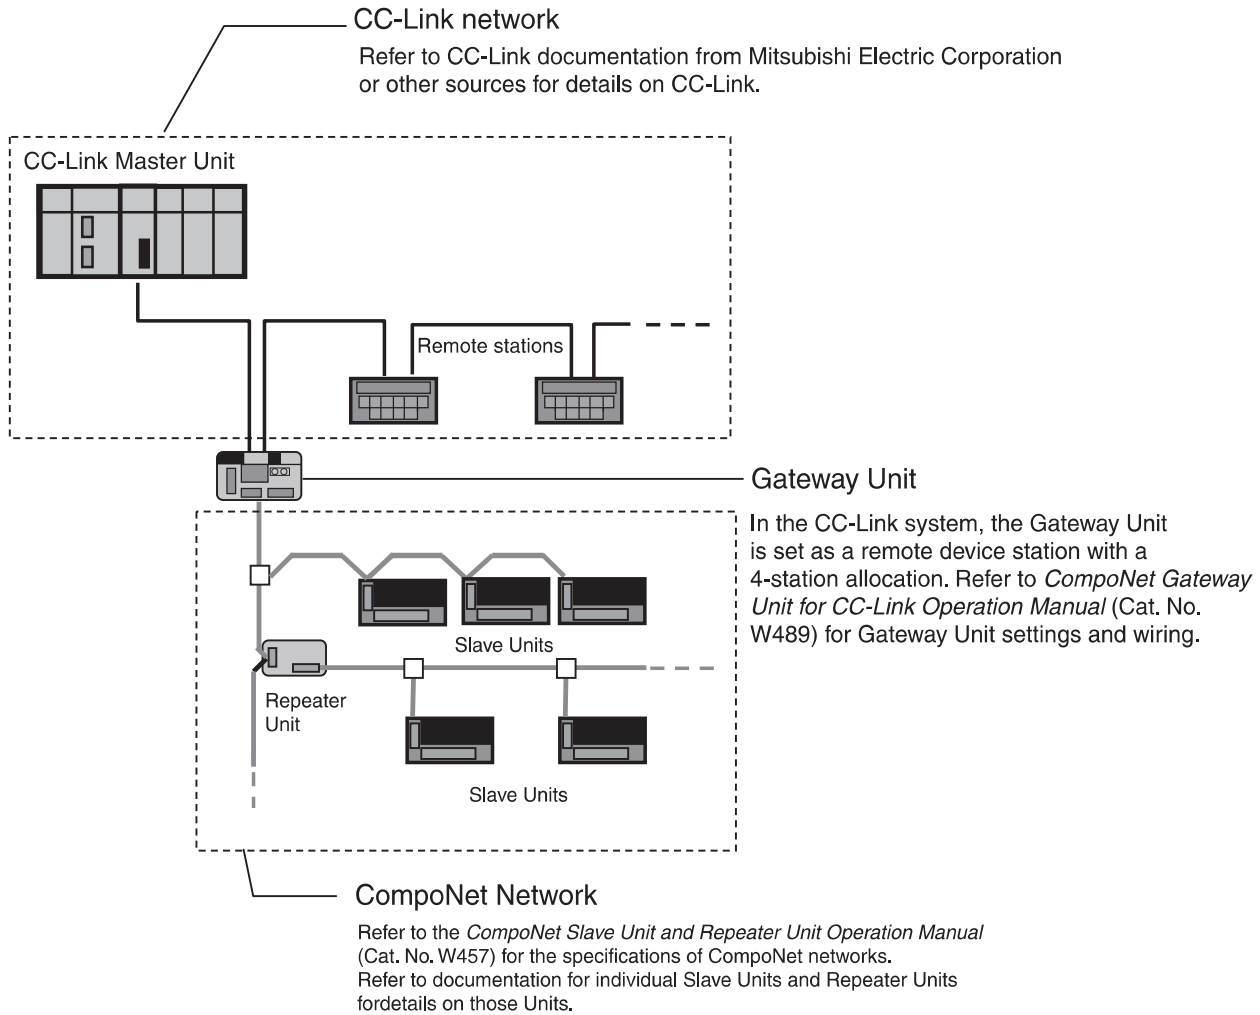 CC-Link network
Refer to CC-Link documentation from Mitsubishi Electric Corporation
or other sources for details on CC-Link.
CC-Link Master Unit
Remote stations
Gateway Unit
In the CC-Link system, the Gateway Unit
is set as a remote device station with a
4-station allocation. Refer to CompoNet Gateway
Unit for CC-Link Operation Manual (Cat. No.
W489) for Gateway Unit settings and wiring.
Slave Units
Repeater
Unit
Slave Units
CompoNet Network
Refer to the CompoNet Slave Unit and Repeater Unit Operation Manual
(Cat. No. W457) for the specifications of CompoNet networks.
Refer to documentation for individual Slave Units and Repeater Units
fordetails on those Units.